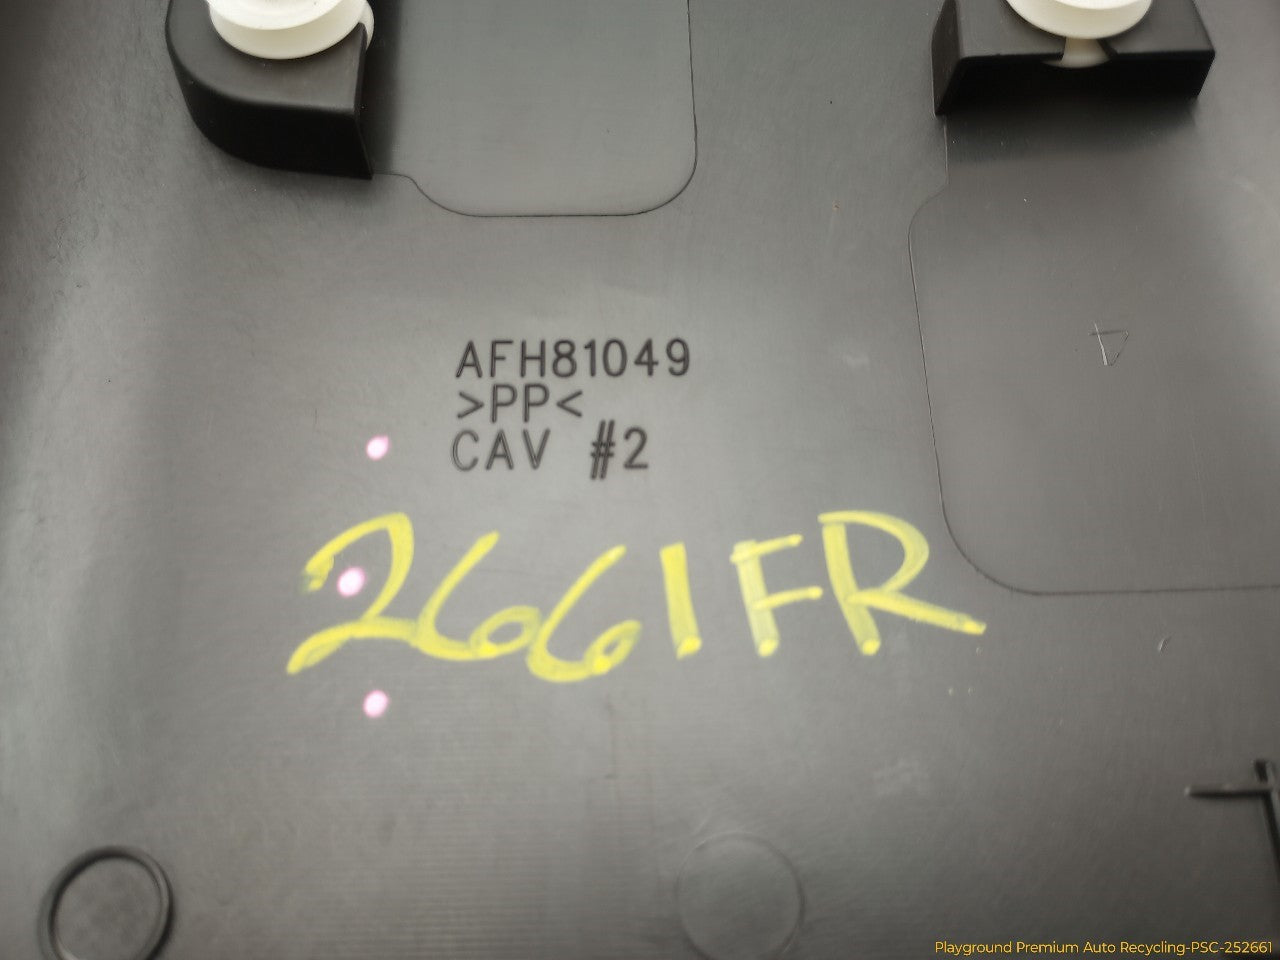 AFH81049
>PP<
CAV #2
2661FR
Playground Premium Auto Recycling-PSC-252661